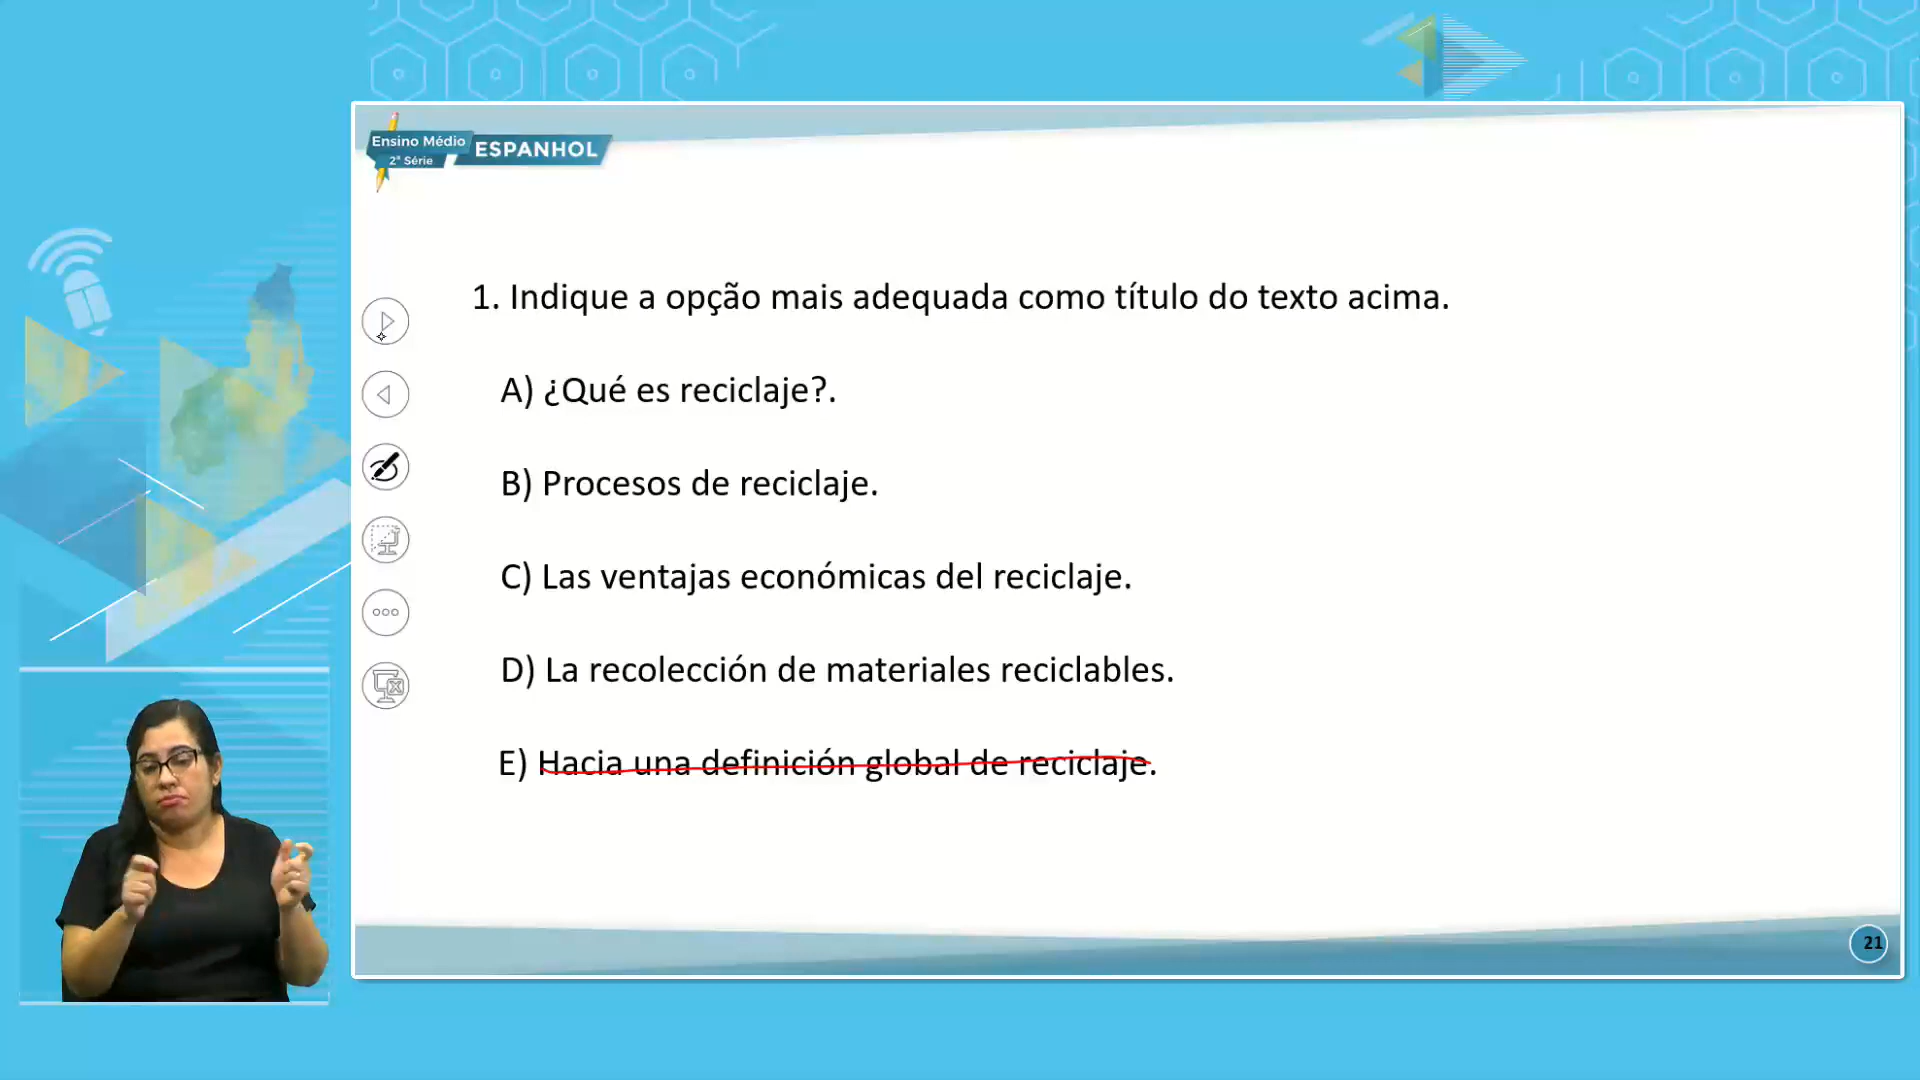 Ensino Médio
2ª Série
ESPANHOL
1. Indique a opção mais adequada como título do texto acima.
A) ¿Qué es reciclaje?.
B) Procesos de reciclaje.
C) Las ventajas económicas del reciclaje.
D) La recolección de materiales reciclables.
E) Hacia una definición global de reciclaje.
21